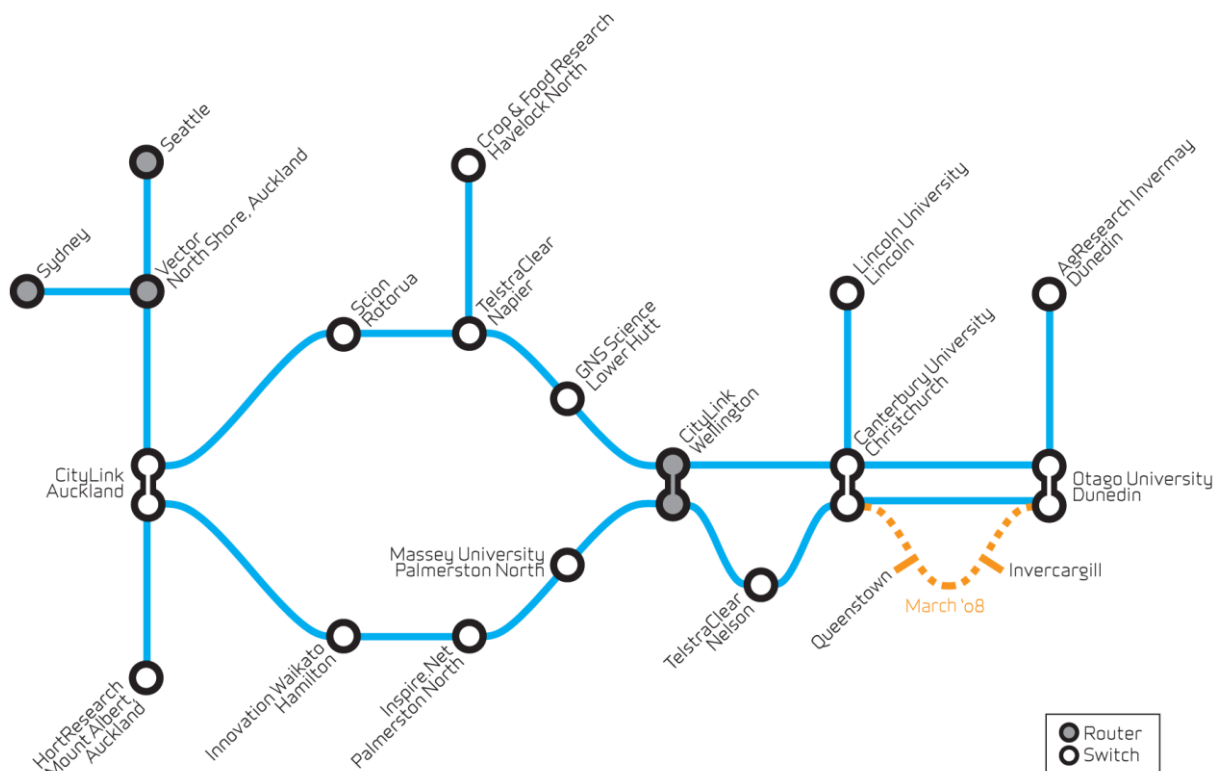 Seattle
Sydney
Vector
North Shore, Auckland
Crop & Food Research
Havelock North
Scion
Rotorua
TelstraClear
Napier
GNS Science
Lower Hutt
CityLink
Wellington
Lincoln University
Lincoln
Canterbury University
Christchurch
AgResearch Invermay
Dunedin
CityLink
Auckland
Otago University
Dunedin
Massey University
Palmerston North
TelstraClear
Nelson
Queenstown
March '08
Invercargill
HortResearch
Mount Albert,
Auckland
Innovation Waikato
Hamilton
Inspire.Net
Palmerston North
Router
Switch